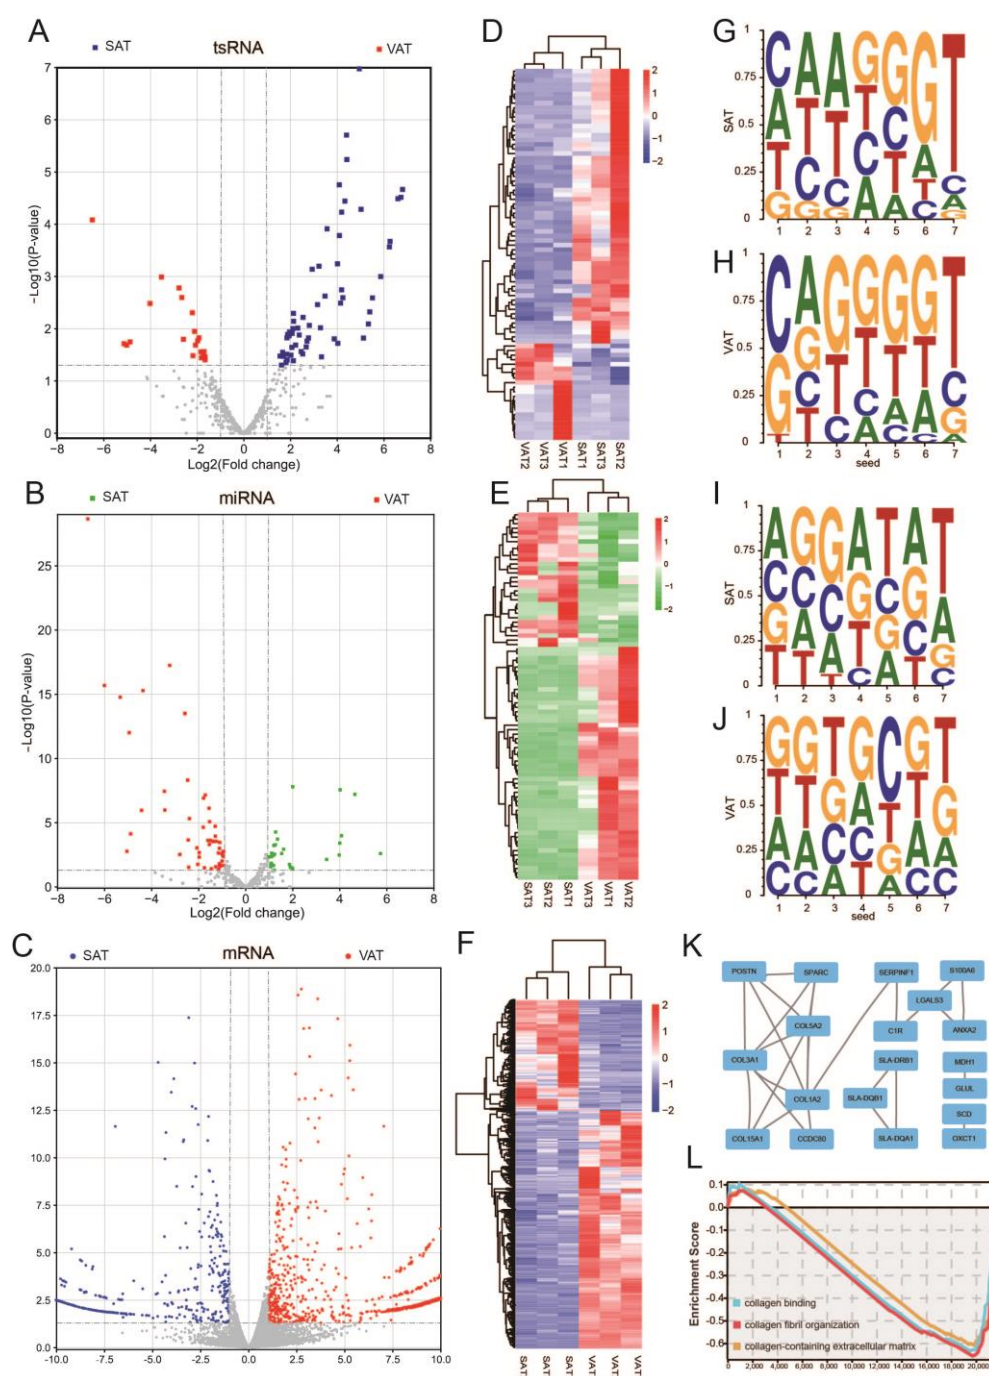 A
SAT
tsRNA
VAT
7
6
5
4
3
2
1
0
−Log10(P-value)
−8 −6 −4 −2 0 2 4 6 8
Log2(Fold change)
B
SAT
miRNA
VAT
25
20
15
10
5
0
−Log10(P-value)
−8 −6 −4 −2 0 2 4 6 8
Log2(Fold change)
C
SAT
mRNA
VAT
20.0
17.5
15.0
12.5
10.0
7.5
5.0
2.5
0.0
-10.0 -7.5 -5.0 -2.5 0.0 2.5 5.0 7.5 10.0
D
2
1
0
−1
−2
VAT2 VAT3 VAT1 SAT1 SAT3 SAT2
E
2
1
0
−1
−2
SAT3 SAT2 SAT1 VAT3 VAT1 VAT2
F
2
1
0
−1
−2
SAT SAT SAT VAT VAT VAT
G
1
0.75
0.5
0.25
0
SAT
C A A G G G T
A T T T C A T
T C C C T T C
G G G A A C A
G
1 2 3 4 5 6 7
H
1
0.75
0.5
0.25
0
VAT
C A G G G G T
G G T T T T C
C C C A G
T T A A C C A
1 2 3 4 5 6 7
seed
I
1
0.75
0.5
0.25
0
SAT
A G G A T A T
C C C G C G A
G A A T G C G
T T T C A T C
1 2 3 4 5 6 7
J
1
0.75
0.5
0.25
0
VAT
G G T G C G T
T T G A T T G
A A C C G A A
C C A T A C C
1 2 3 4 5 6 7
seed
K
POSTN SPARC SERPINF1 S100A6
LGALS3
COL5A2 C1R ANXA2
COL3A1 SLA-DRB1 MDH1
GLUL
COL1A2 SLA-DQB1
SCD
COL15A1 CCDC80 SLA-DQA1 OXCT1
L
0.1
0.0
-0.1
-0.2
-0.3
-0.4
-0.5
-0.6
Enrichment Score
collagen binding
collagen fibril organization
collagen-containing extracellular matrix
0 2,000 4,000 6,000 8,000 10,000 12,000 14,000 16,000 18,000 20,000